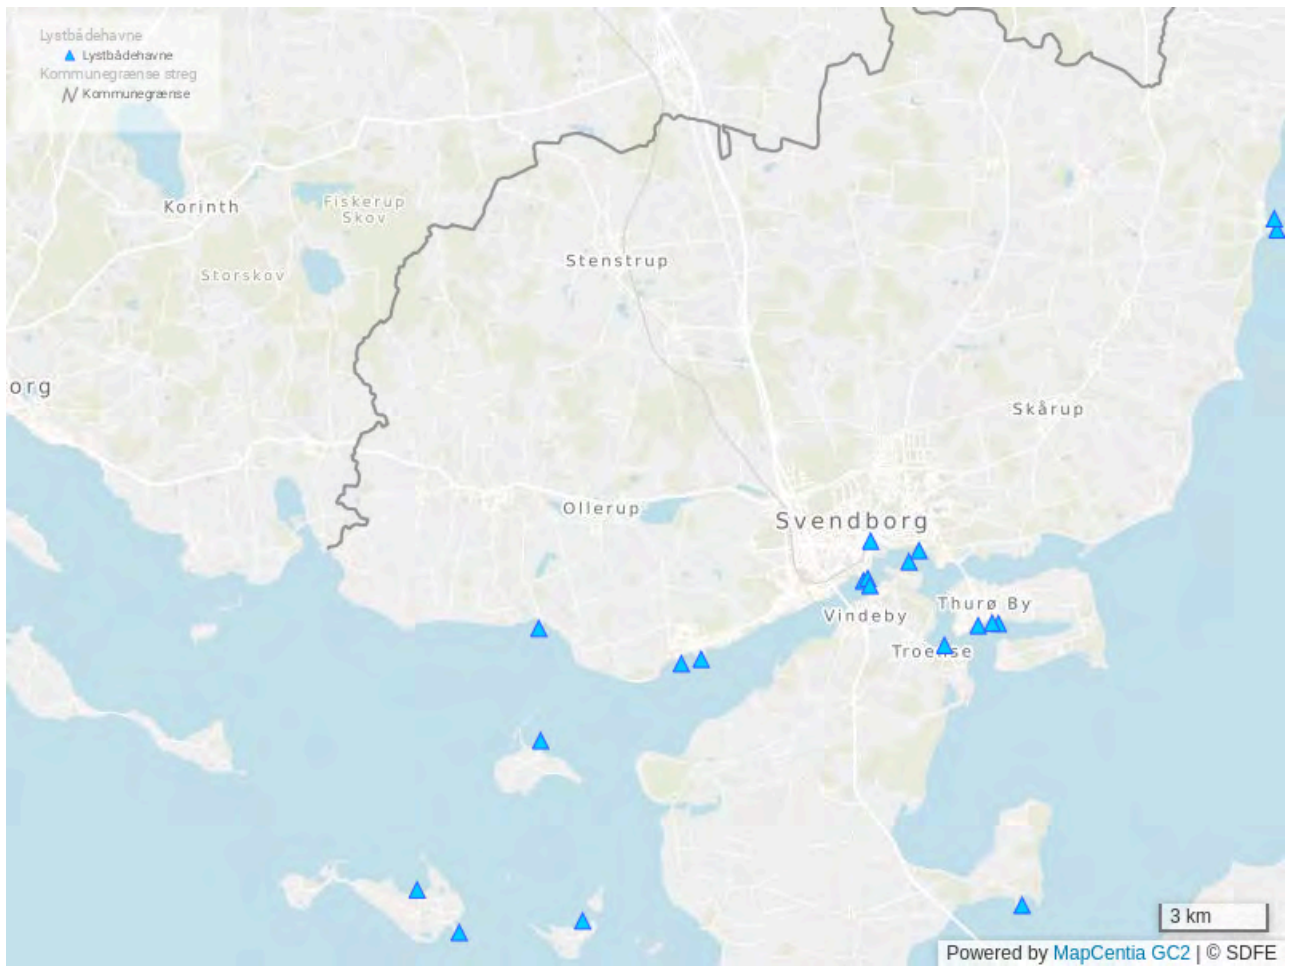 Lystbådehavne
Lystbådehavne
Kommunegrænse streg
Kommunegrænse
Korinth
Fiskerup
Skov
Storskov
Stenstrup
org
Skårup
Ollerup
Svendborg
Vindeby
Thurø By
Troense
3 km
Powered by MapCentia GC2 | © SDFE